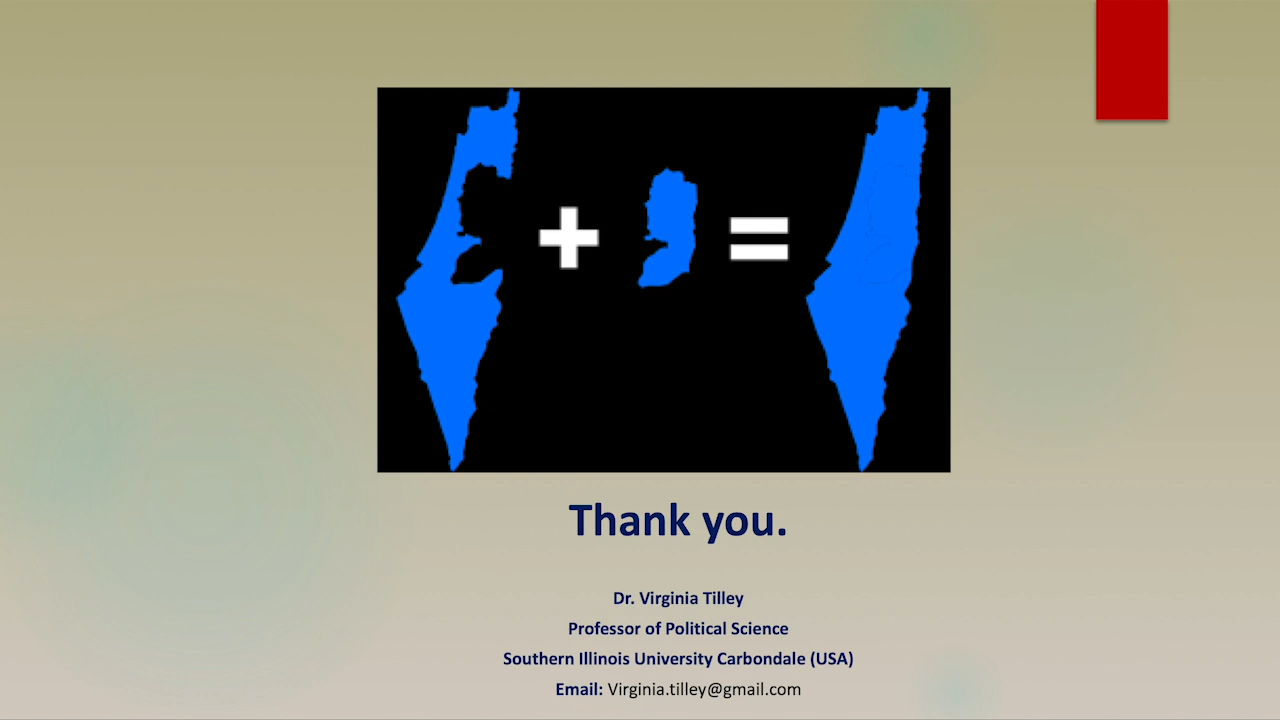 +
=
Thank you.
Dr. Virginia Tilley
Professor of Political Science
Southern Illinois University Carbondale (USA)
Email: Virginia.tilley@gmail.com